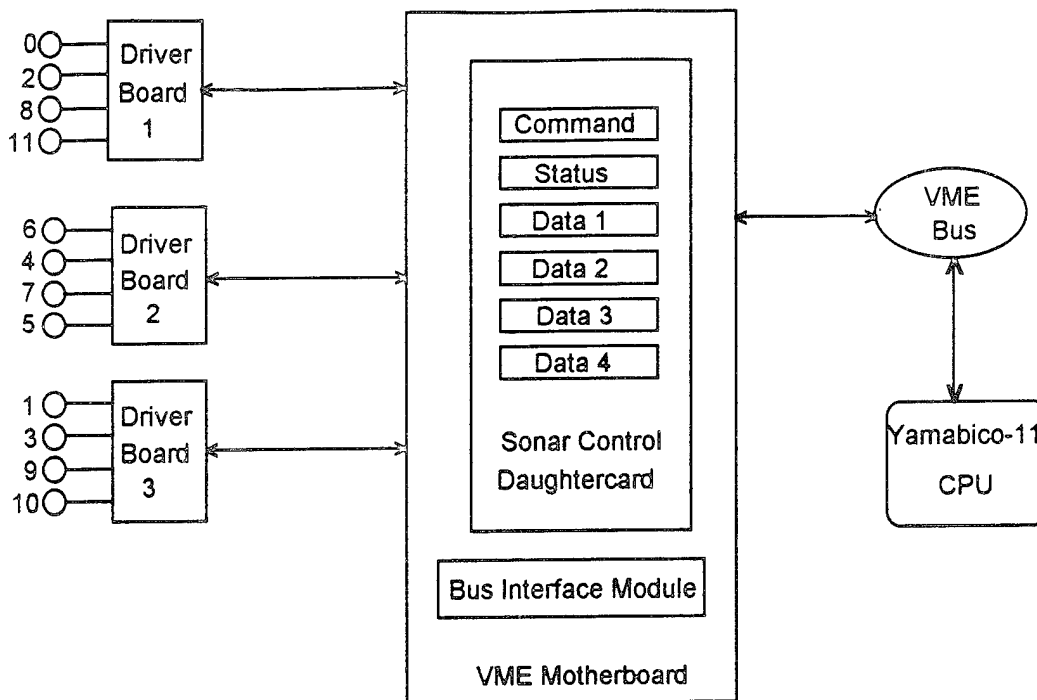 0
2
8
11
Driver
Board
1
6
4
7
5
Driver
Board
2
1
3
9
10
Driver
Board
3
Command
Status
Data 1
Data 2
Data 3
Data 4
Sonar Control
Daughtercard
Bus Interface Module
VME Motherboard
VME
Bus
Yamabico-11
CPU